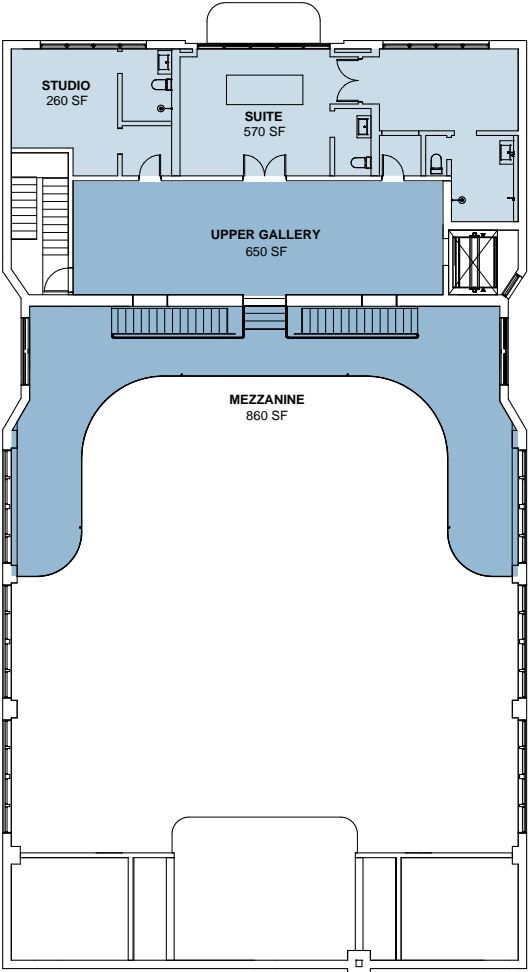 STUDIO
260 SF
SUITE
570 SF
UPPER GALLERY
650 SF
MEZZANINE
860 SF